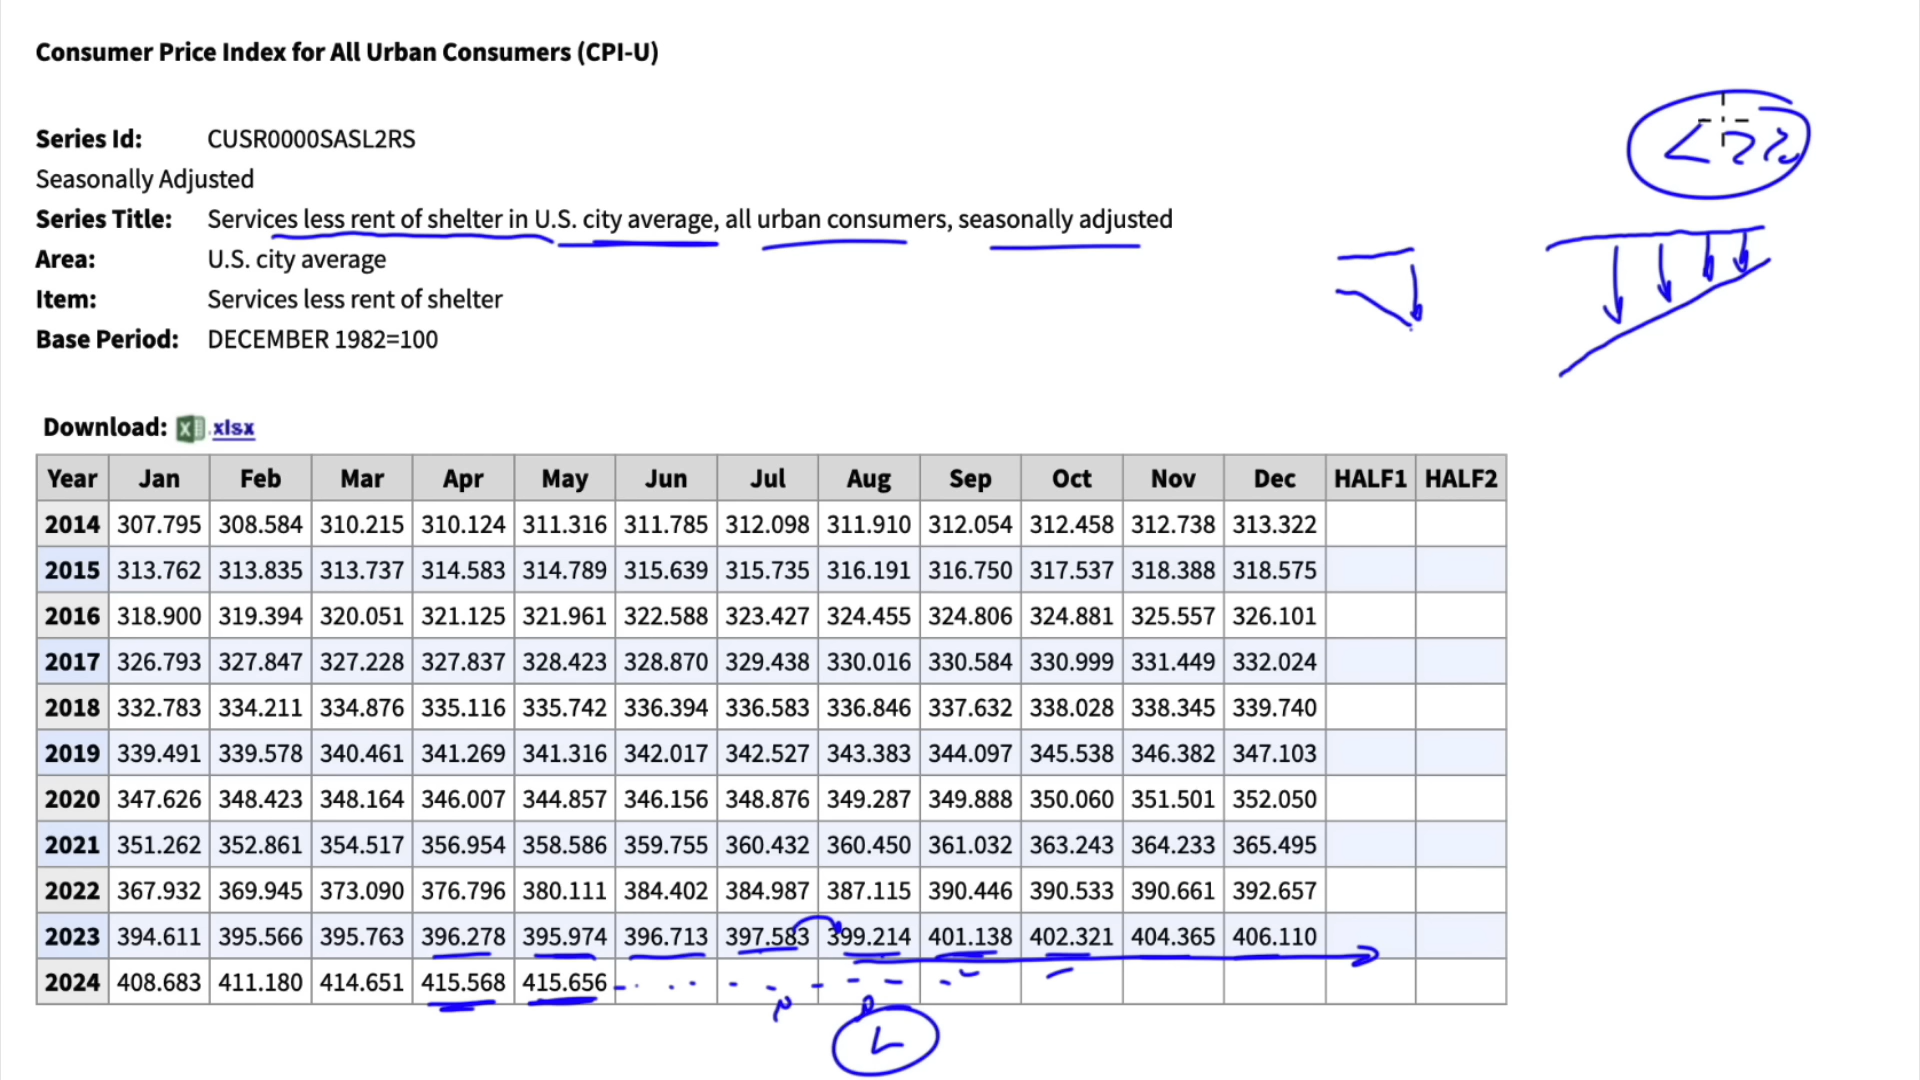 Consumer Price Index for All Urban Consumers (CPI-U)
Series Id: CUSR0000SASL2RS
Seasonally Adjusted
Series Title: Services less rent of shelter in U.S. city average, all urban consumers, seasonally adjusted
Area: U.S. city average
Item: Services less rent of shelter
Base Period: DECEMBER 1982=100
Download: .xlsx
Year Jan Feb Mar Apr May Jun Jul Aug Sep Oct Nov Dec HALF1 HALF2
2014 307.795 308.584 310.215 310.124 311.316 311.785 312.098 311.910 312.054 312.458 312.738 313.322
2015 313.762 313.835 313.737 314.583 314.789 315.639 315.735 316.191 316.750 317.537 318.388 318.575
2016 318.900 319.394 320.051 321.125 321.961 322.588 323.427 324.455 324.806 324.881 325.557 326.101
2017 326.793 327.847 327.228 327.837 328.423 328.870 329.438 330.016 330.584 330.999 331.449 332.024
2018 332.783 334.211 334.876 335.116 335.742 336.394 336.583 336.846 337.632 338.028 338.345 339.740
2019 339.491 339.578 340.461 341.269 341.316 342.017 342.527 343.383 344.097 345.538 346.382 347.103
2020 347.626 348.423 348.164 346.007 344.857 346.156 348.876 349.287 349.888 350.060 351.501 352.050
2021 351.262 352.861 354.517 356.954 358.586 359.755 360.432 360.450 361.032 363.243 364.233 365.495
2022 367.932 369.945 373.090 376.796 380.111 384.402 384.987 387.115 390.446 390.533 390.661 392.657
2023 394.611 395.566 395.763 396.278 395.974 396.713 397.583 399.214 401.138 402.321 404.365 406.110
2024 408.683 411.180 414.651 415.568 415.656